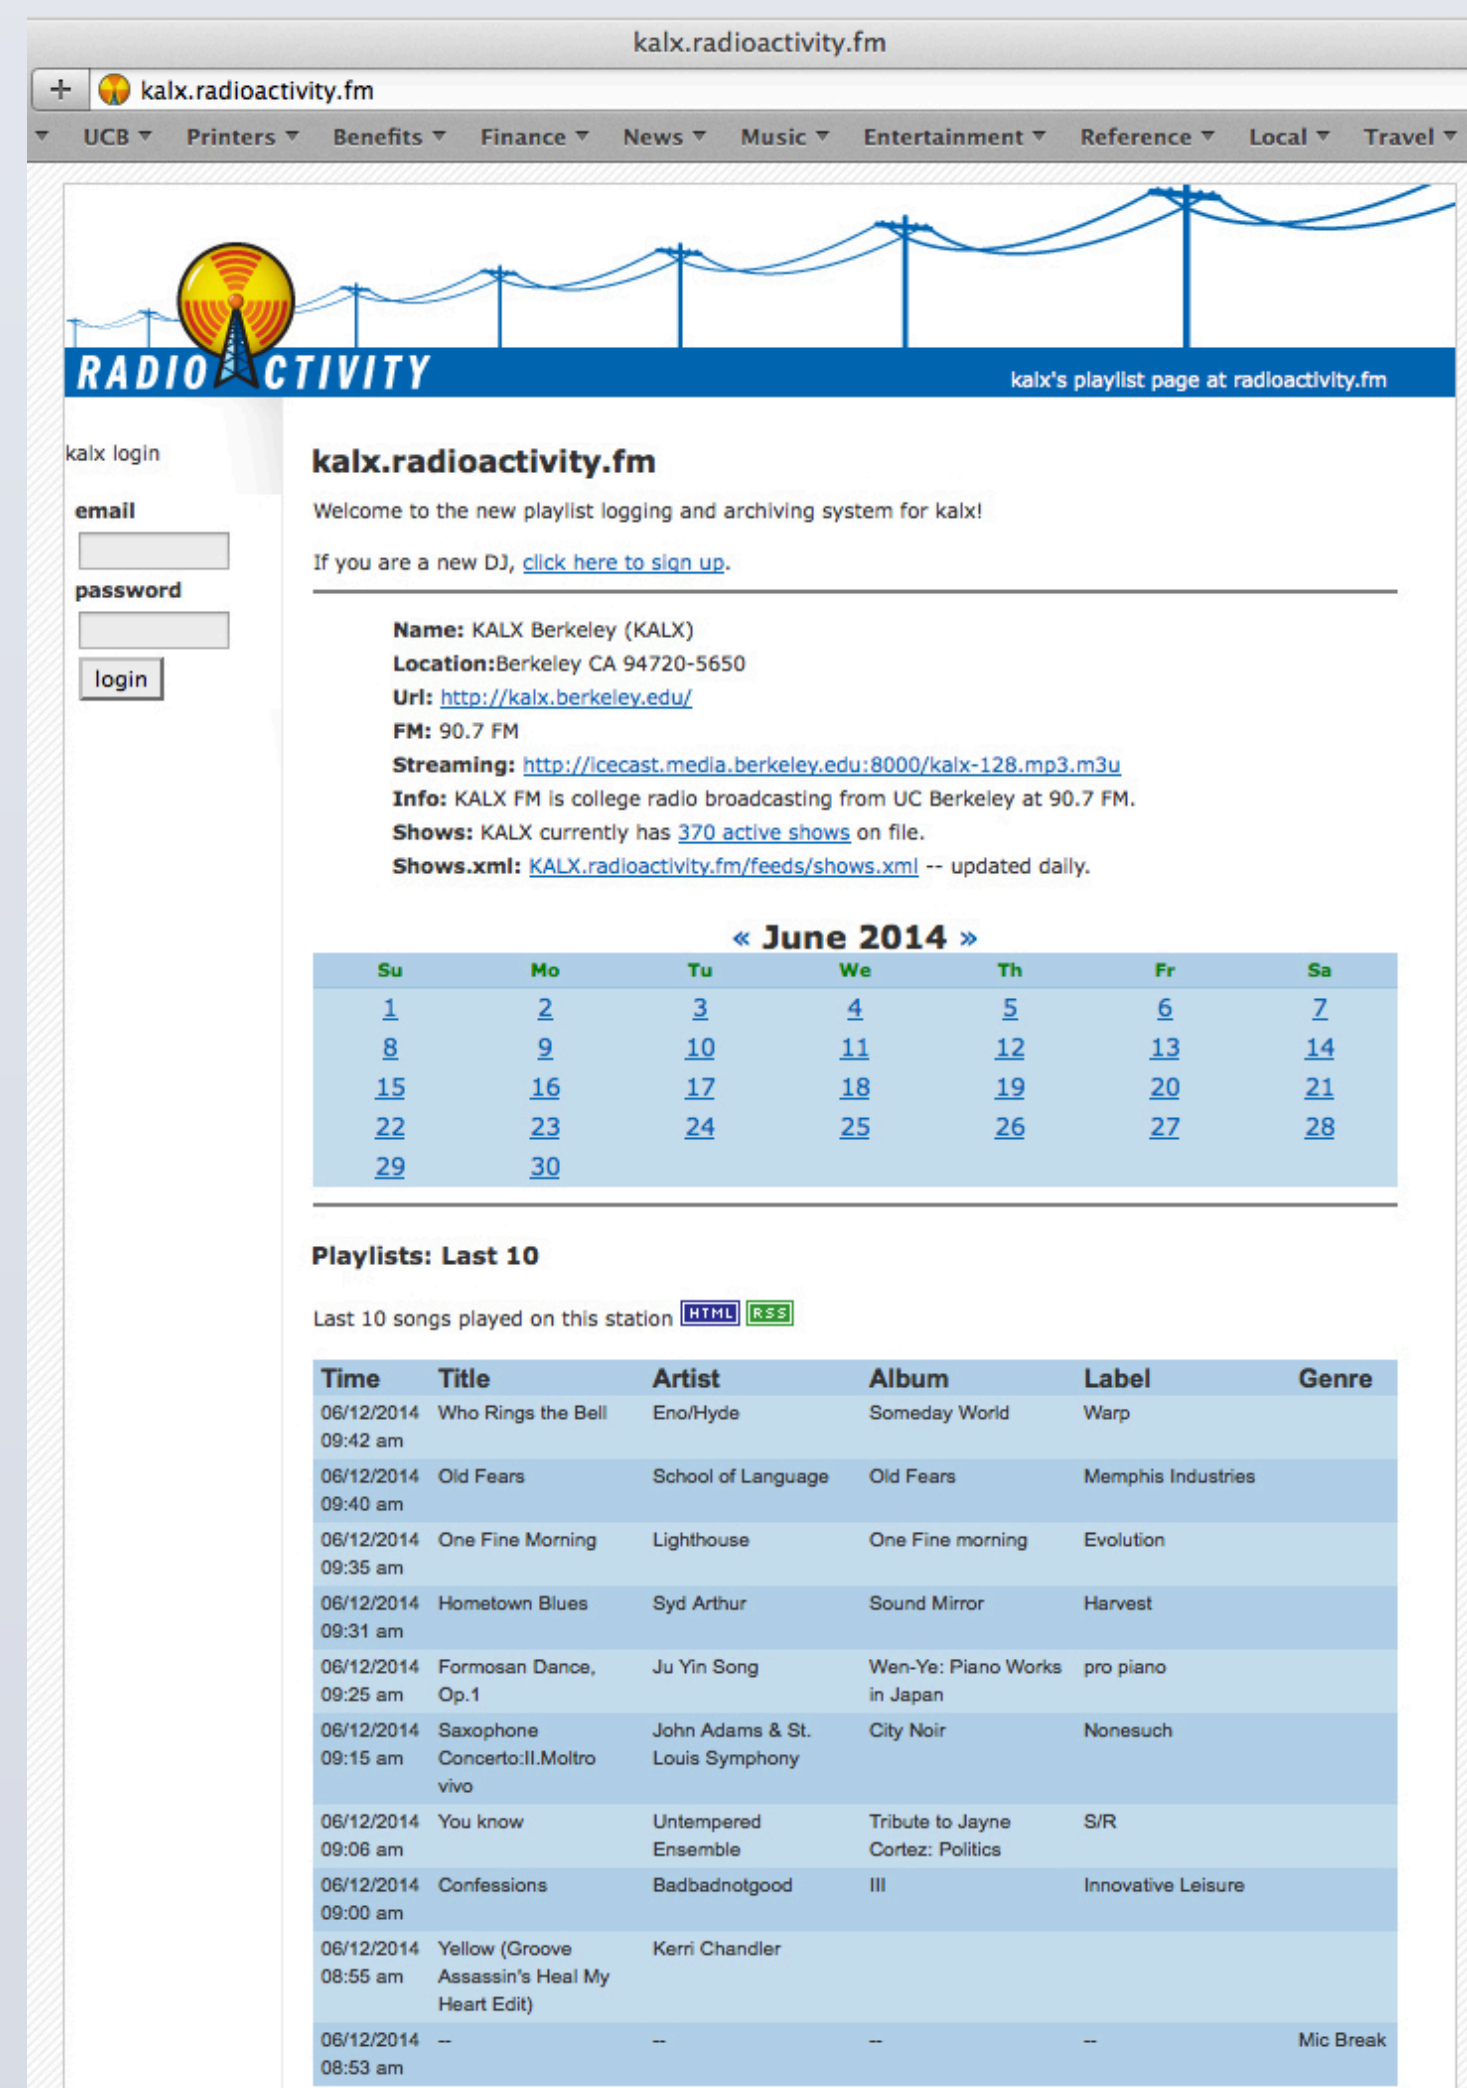 kalx.radioactivity.fm
+ kalx.radioactivity.fm
UCB Printers Benefits Finance News Music Entertainment Reference Local Travel
RADIOACTIVITY
kalx's playlist page at radioactivity.fm
kalx login
email
password
login
kalx.radioactivity.fm
Welcome to the new playlist logging and archiving system for kalx!
If you are a new DJ, click here to sign up.
Name: KALX Berkeley (KALX)
Location:Berkeley CA 94720-5650
Url: http://kalx.berkeley.edu/
FM: 90.7 FM
Streaming: http://icecast.media.berkeley.edu:8000/kalx-128.mp3.m3u
Info: KALX FM is college radio broadcasting from UC Berkeley at 90.7 FM.
Shows: KALX currently has 370 active shows on file.
Shows.xml: KALX.radioactivity.fm/feeds/shows.xml -- updated daily.
« June 2014 »
Su Mo Tu We Th Fr Sa
1 2 3 4 5 6 7
8 9 10 11 12 13 14
15 16 17 18 19 20 21
22 23 24 25 26 27 28
29 30
Playlists: Last 10
Last 10 songs played on this station HTML RSS
Time Title Artist Album Label Genre
06/12/2014 Who Rings the Bell Eno/Hyde Someday World Warp
09:42 am
06/12/2014 Old Fears School of Language Old Fears Memphis Industries
09:40 am
06/12/2014 One Fine Morning Lighthouse One Fine morning Evolution
09:35 am
06/12/2014 Hometown Blues Syd Arthur Sound Mirror Harvest
09:31 am
06/12/2014 Formosan Dance, Ju Yin Song Wen-Ye: Piano Works pro piano
09:25 am Op.1 in Japan
06/12/2014 Saxophone John Adams & St. City Noir Nonesuch
09:15 am Concerto:II.Moltro Louis Symphony
vivo
06/12/2014 You know Untempered Tribute to Jayne S/R
09:06 am Ensemble Cortez: Politics
06/12/2014 Confessions Badbadnotgood III Innovative Leisure
09:00 am
06/12/2014 Yellow (Groove Kerri Chandler
08:55 am Assassin's Heal My
Heart Edit)
06/12/2014 -- -- -- -- Mic Break
08:53 am